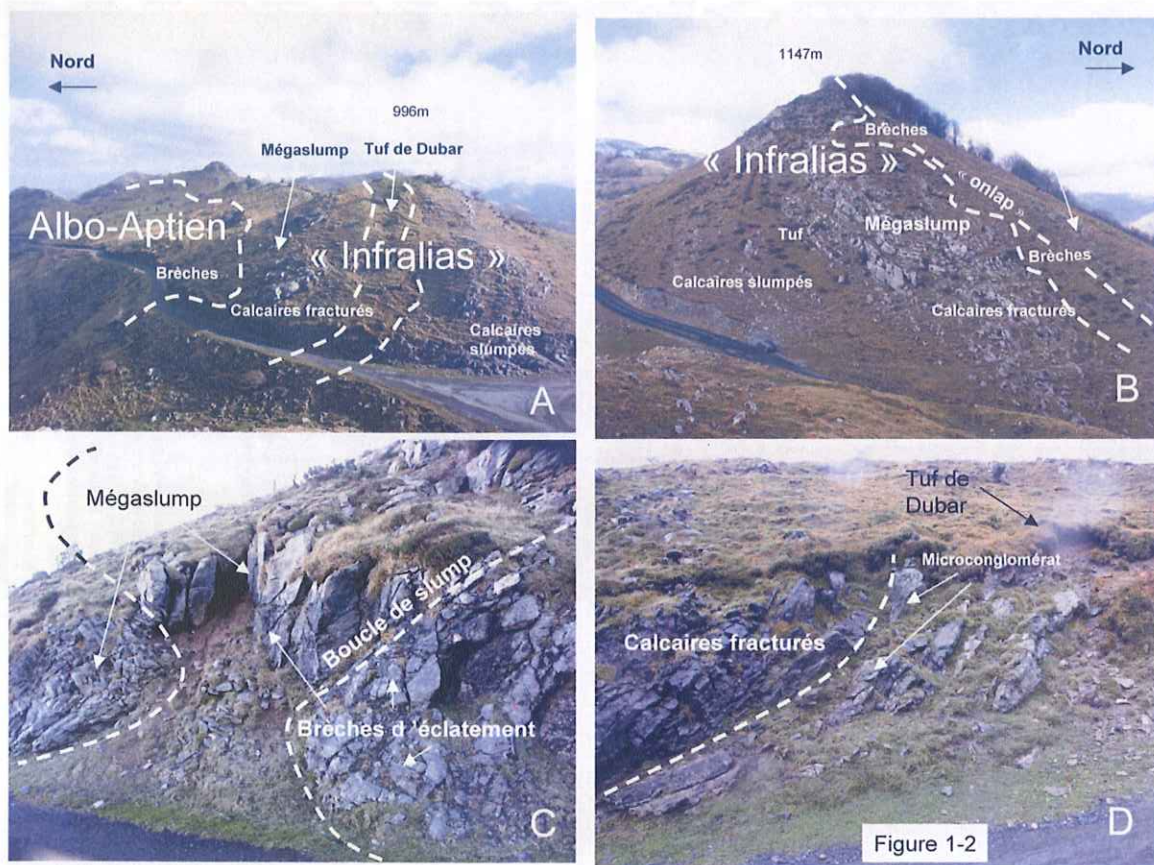 Nord
996m
Mégaslump
Tuf de Dubar
Albo-Aptien
« Infralias »
Brèches
Calcaires fracturés
Calcaires
slumpés
A
1147m
Nord
Brèches
« Infralias »
« onlap »
Mégaslump
Tuf
Brèches
Calcaires slumpés
Calcaires fracturés
B
Mégaslump
Boucle de slump
Brèches d 'éclatement
C
Tuf de
Dubar
Microconglomérat
Calcaires fracturés
Figure 1-2
D